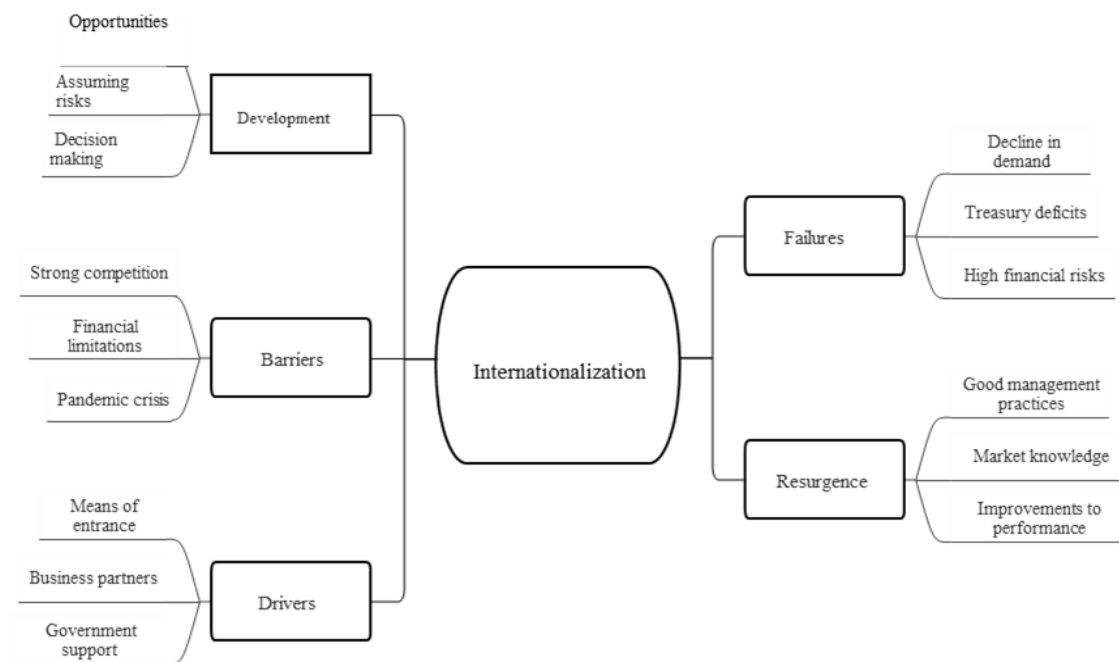 Opportunities
Assuming
risks
Decision
making
Development
Strong competition
Financial
limitations
Pandemic crisis
Barriers
Means of
entrance
Business partners
Government
support
Drivers
Internationalization
Failures
Decline in
demand
Treasury deficits
High financial risks
Resurgence
Good management
practices
Market knowledge
Improvements to
performance